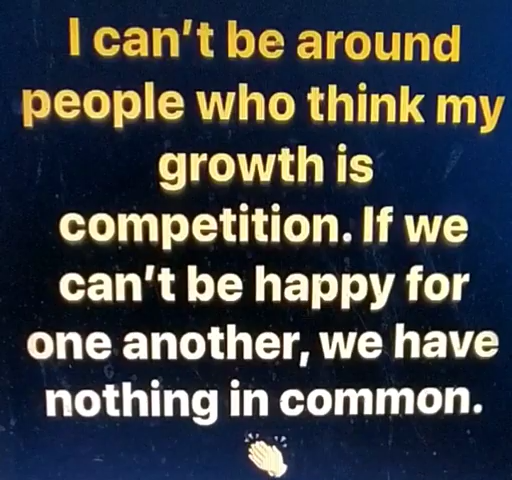 I can't be around
people who think my
growth is
competition. If we
can't be happy for
one another, we have
nothing in common.
👏